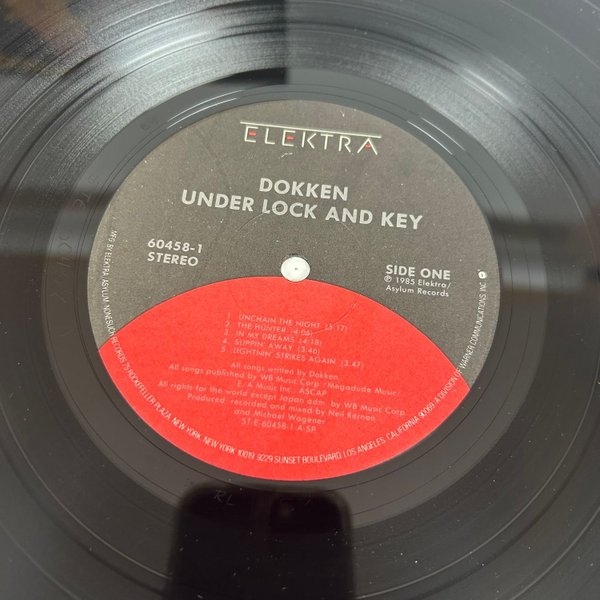 ELEKTRA
DOKKEN
UNDER LOCK AND KEY
60458-1
STEREO
SIDE ONE
℗ © 1985 Elektra/
Asylum Records
1. UNCHAIN THE NIGHT (5:17)
2. THE HUNTER (4:06)
3. IN MY DREAMS (4:18)
4. SLIPPIN' AWAY (3:46)
5. LIGHTNIN' STRIKES AGAIN (3:47)
All songs written by Dokken
All songs published by WB Music Corp./Megadude Music/
E. A Music Inc., ASCAP
All rights for the world except Japan adm. by WB Music Corp.
Produced, recorded and mixed by Neil Kernon
and Michael Wagener
ST-E-60458-1 A-SP
MFG BY ELEKTRA/ASYLUM/NONESUCH RECORDS 75 ROCKEFELLER PLAZA, NEW YORK, NEW YORK 10019, 9229 SUNSET BOULEVARD, LOS ANGELES, CALIFORNIA 90069. A DIVISION OF WARNER COMMUNICATIONS INC.